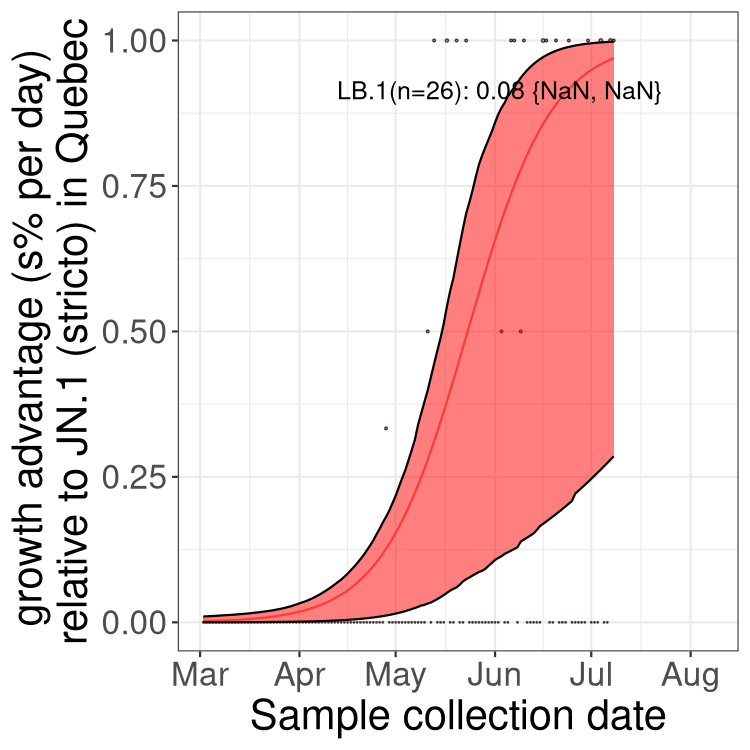 growth advantage (s% per day)
relative to JN.1 (stricto) in Quebec
1.00
0.75
0.50
0.25
0.00
LB.1(n=26): 0.08 {NaN, NaN}
Mar Apr May Jun Jul Aug
Sample collection date